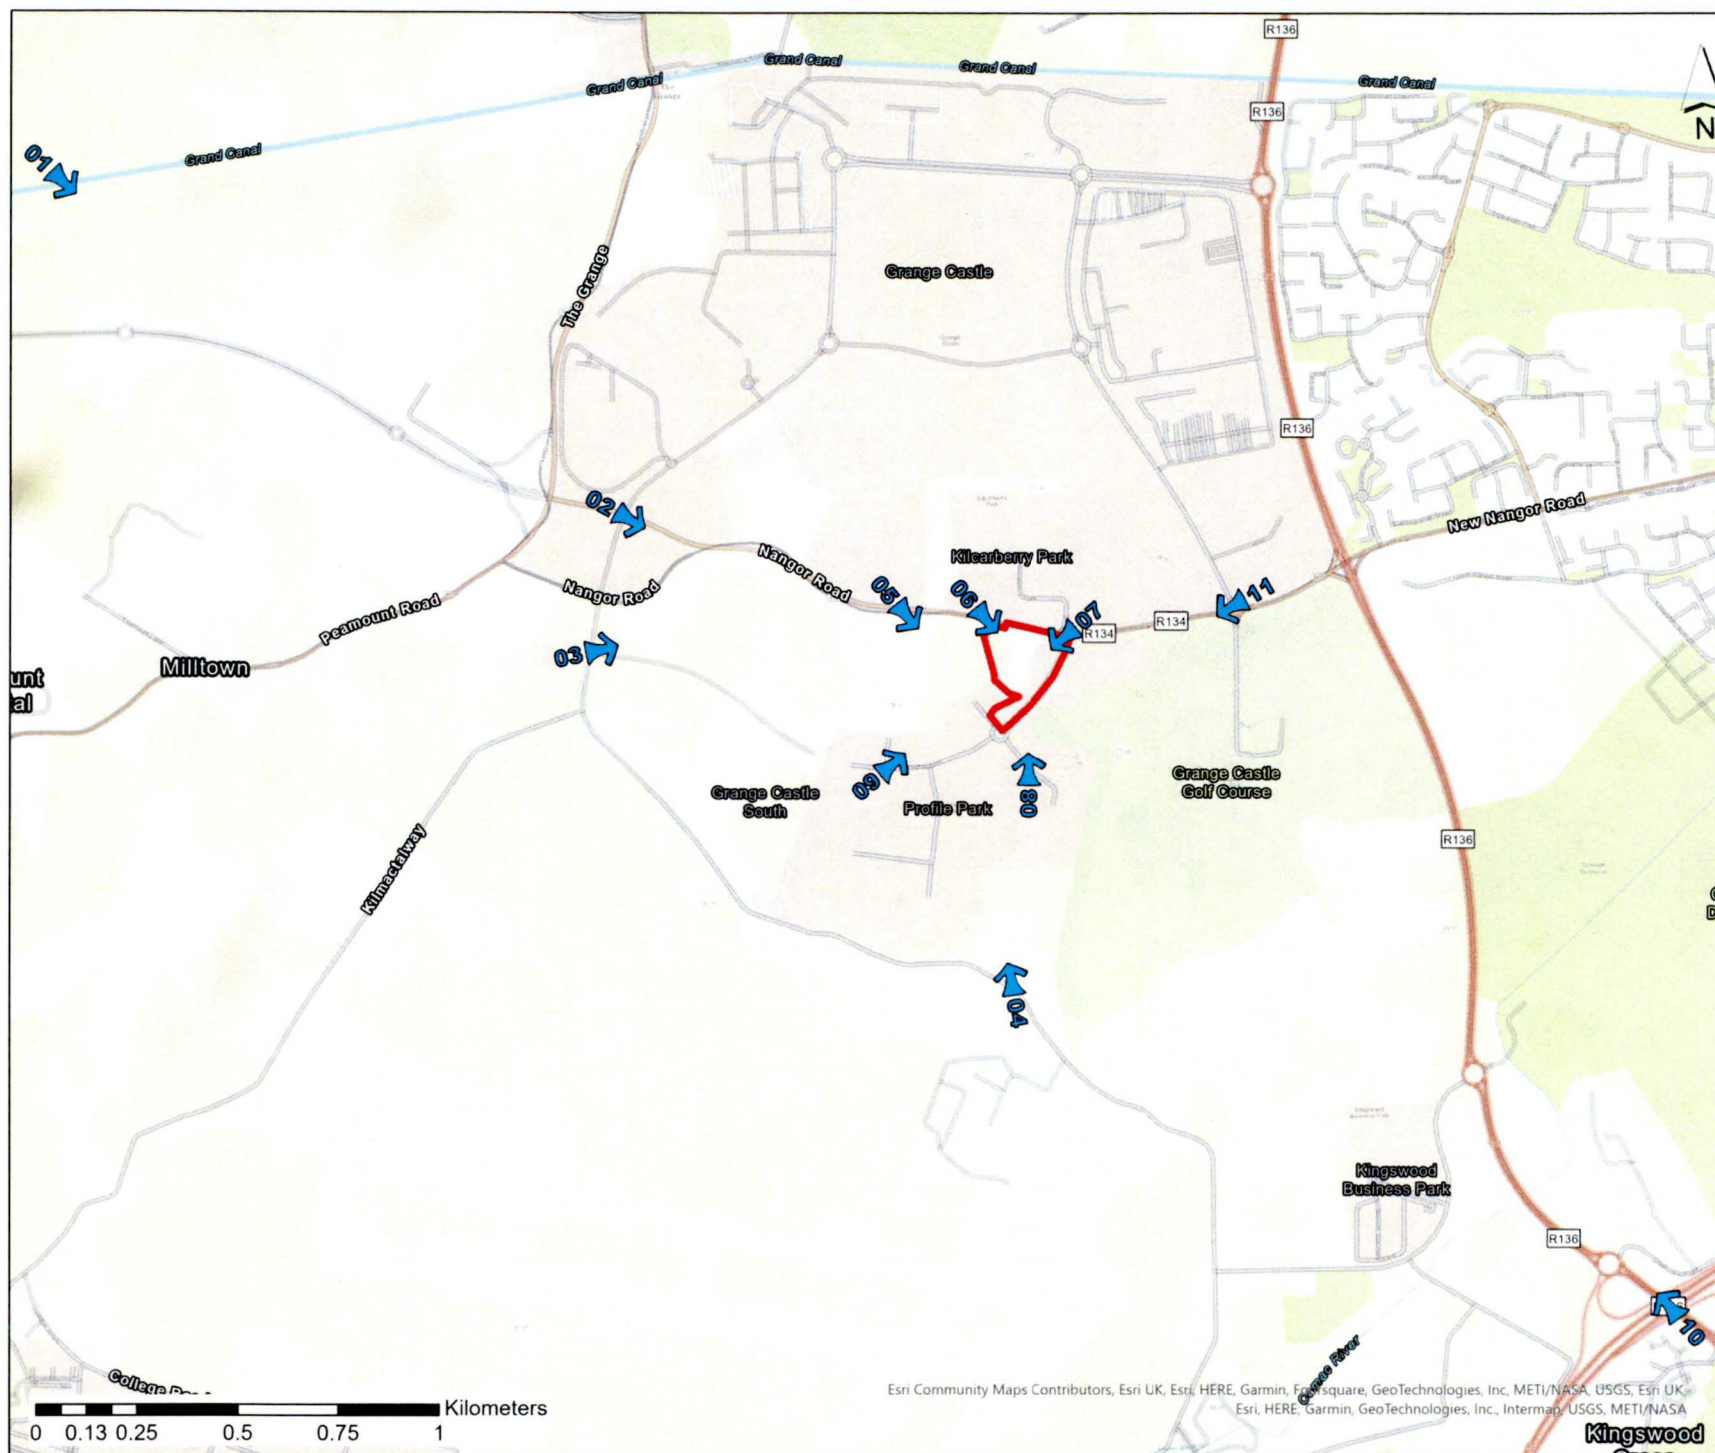 R136
Grand Canal
Grand Canal
Grand Canal
Grand Canal
R136
N
01
Grand Canal
The Grange
Grange Castle
R136
02
New Nangor Road
Nangor Road
Kilcarberry Park
Nangor Road
05
06
07
11
R134
R134
Peamount Road
03
Milltown
09
08
Grange Castle
South
Profile Park
Grange Castle
Golf Course
R136
Kilmactalway
04
Kingswood
Business Park
R136
10
Camac River
Esri Community Maps Contributors, Esri UK, Esri, HERE, Garmin, Foursquare, GeoTechnologies, Inc, METI/NASA, USGS, Esri UK,
Esri, HERE, Garmin, GeoTechnologies, Inc., Intermap, USGS, METI/NASA
Kilometers
0 0.13 0.25 0.5 0.75 1
Kingswood